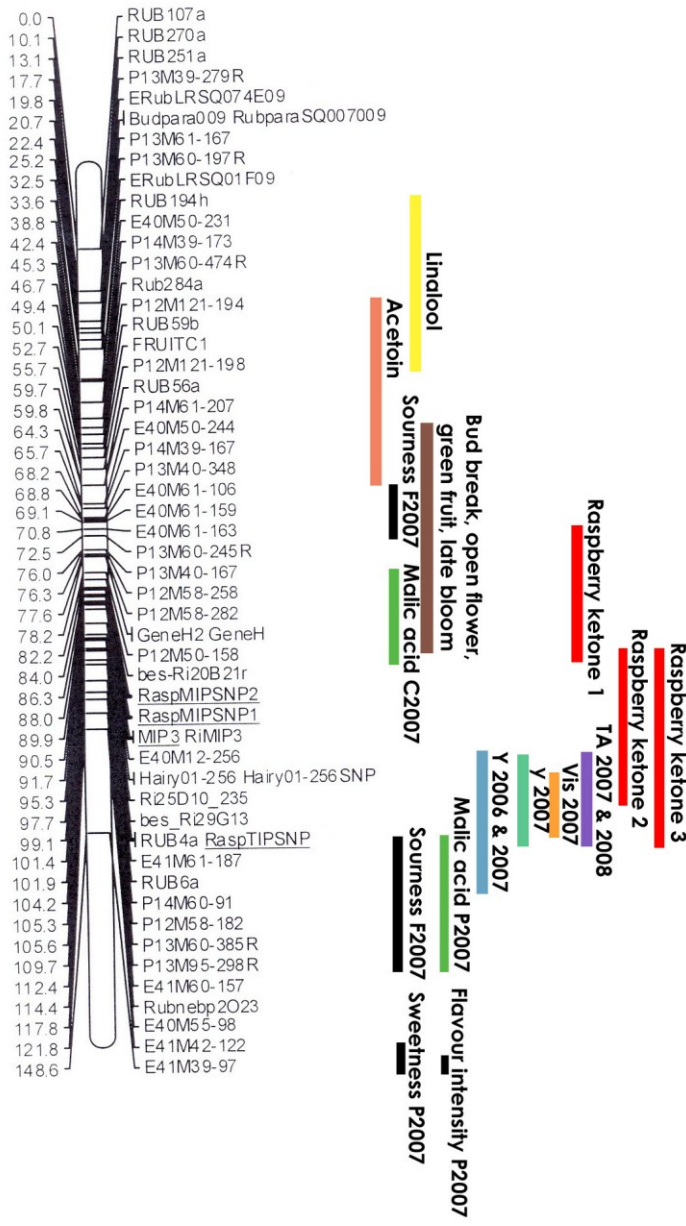 0.0 RUB107a
10.1 RUB270a
13.1 RUB251a
17.7 P13M39-279R
19.8 ERubLRSQ074E09
20.7 Budpara009 RubparaSQ007009
22.4 P13M61-167
25.2 P13M60-197R
32.5 ERubLRSQ01F09
33.6 RUB194h
38.8 E40M50-231
42.4 P14M39-173
45.3 P13M60-474R
46.7 Rub284a
49.4 P12M121-194
50.1 RUB59b
52.7 FRUITC1
55.7 P12M121-198
59.7 RUB56a
59.8 P14M61-207
64.3 E40M50-244
65.7 P14M39-167
68.2 P13M40-348
68.8 E40M61-106
69.1 E40M61-159
70.8 E40M61-163
72.5 P13M60-245R
76.0 P13M40-167
76.3 P12M58-258
77.6 P12M58-282
78.2 GeneH2 GeneH
82.2 P12M50-158
84.0 bes-Ri20B21r
86.3 RaspMIPSNP2
88.0 RaspMIPSNP1
89.9 MIP3 RiMIP3
90.5 E40M12-256
91.7 Hairy01-256 Hairy01-256SNP
95.3 Ri25D10_235
97.7 bes_Ri29G13
99.1 RUB4a RaspTIPSNP
101.4 E41M61-187
101.9 RUB6a
104.2 P14M60-91
105.3 P12M58-182
105.6 P13M60-385R
109.7 P13M95-298R
112.4 E41M60-157
114.4 Rubnebp2O23
117.8 E40M55-98
121.8 E41M42-122
148.6 E41M39-97
Linalool
Acetoin
Sourness F2007
Bud break, open flower,
green fruit, late bloom
Malic acid C2007
Raspberry ketone 1
Raspberry ketone 2
Raspberry ketone 3
TA 2007 & 2008
Vis 2007
Y 2007
Y 2006 & 2007
Malic acid P2007
Sourness F2007
Flavour intensity P2007
Sweetness P2007